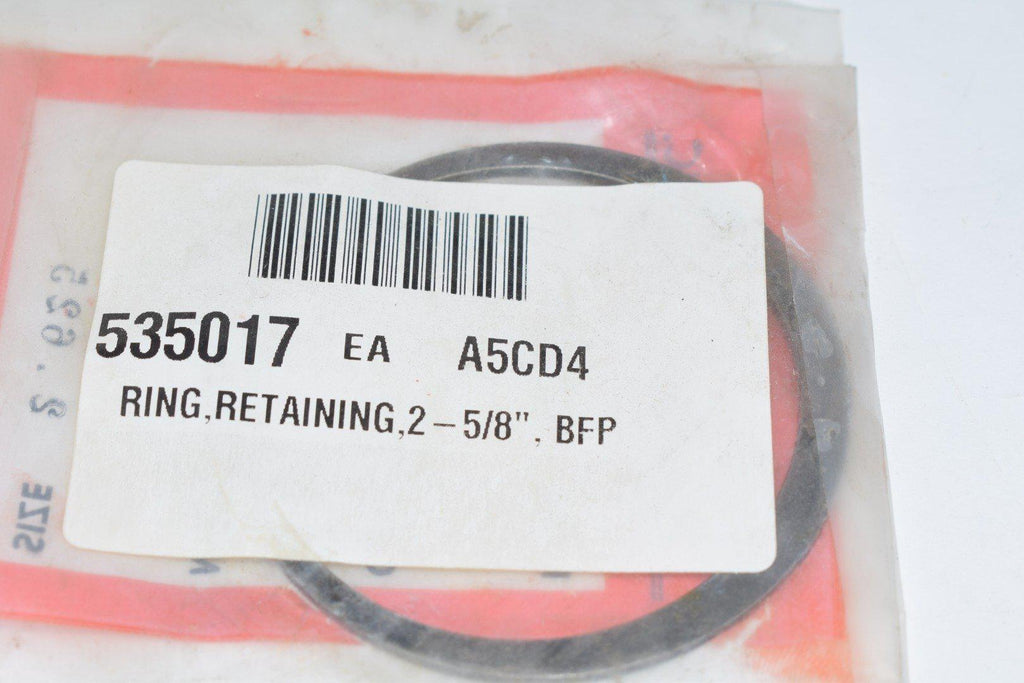 535017 EA A5CD4
RING,RETAINING,2-5/8", BFP
SIZE 2.625